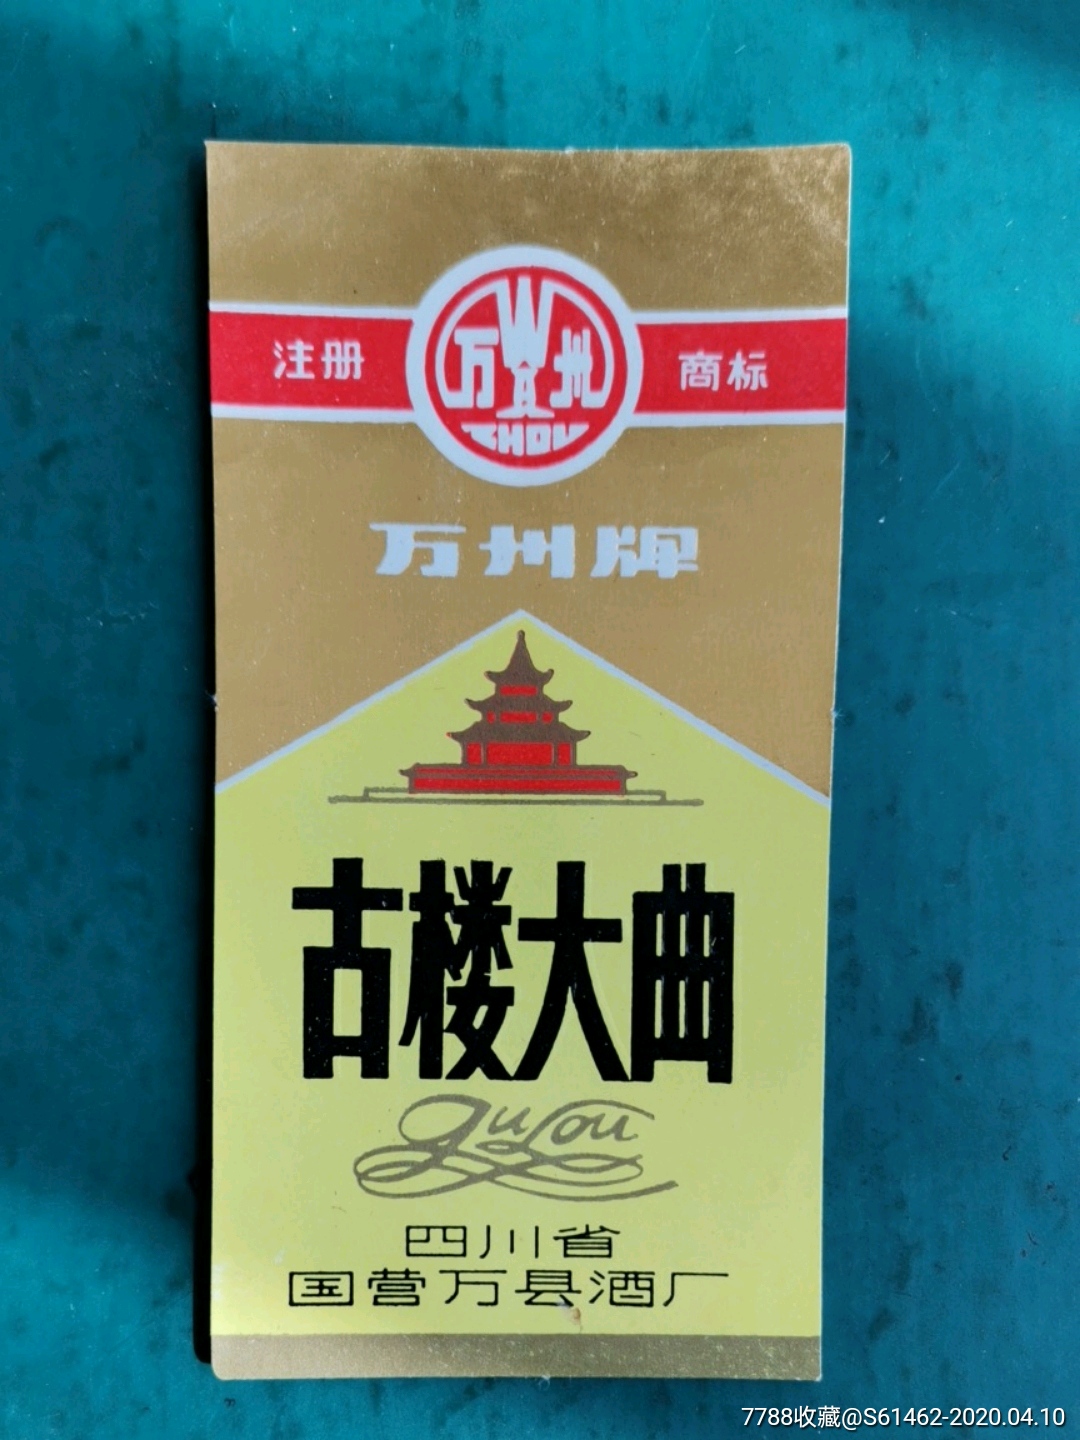 注册 商标
万州
W
ZHOU
万州牌
古楼大曲
guLou
四川省
国营万县酒厂
7788收藏@S61462-2020.04.10